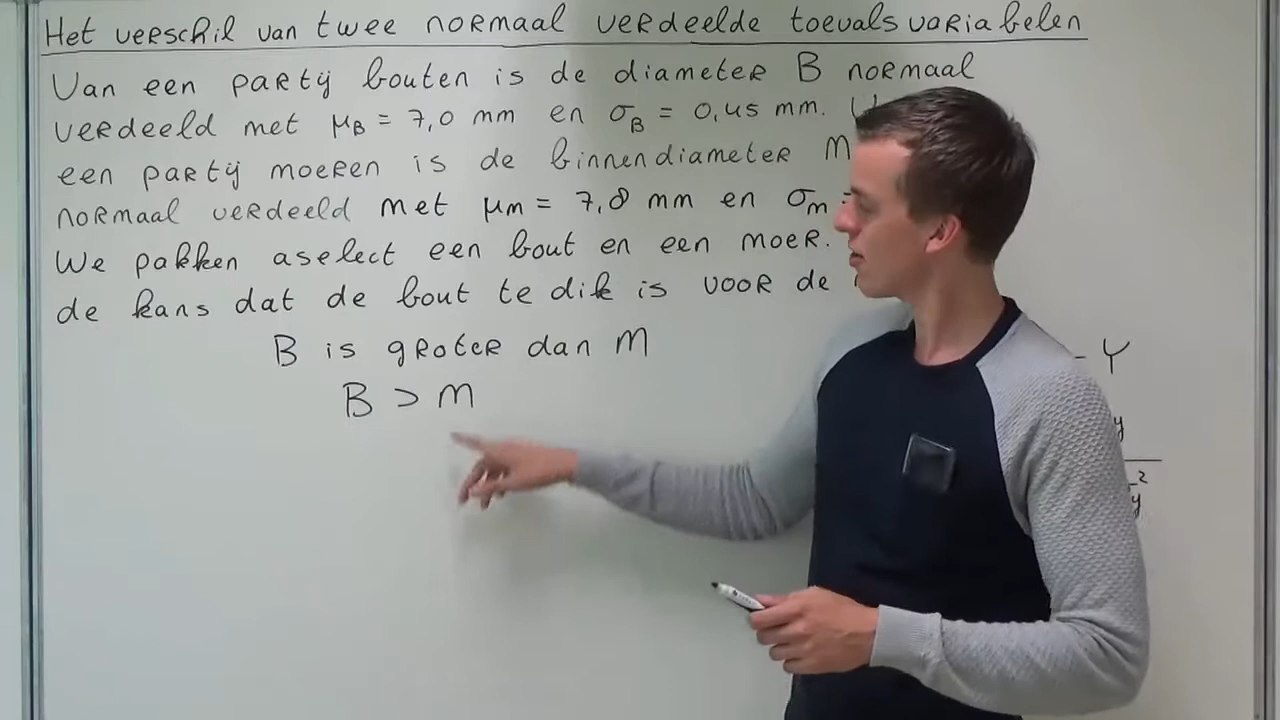 Het verschil van twee normaal verdeelde toevalsvariabelen
Van een partij bouten is de diameter B normaal
verdeeld met μB = 7,0 mm en σB = 0,45 mm.
een partij moeren is de binnendiameter M
normaal verdeeld met μm = 7,8 mm en σm
We pakken aselect een bout en een moer.
de kans dat de bout te dik is voor de
B is groter dan M
B > M
- Y
y
y²